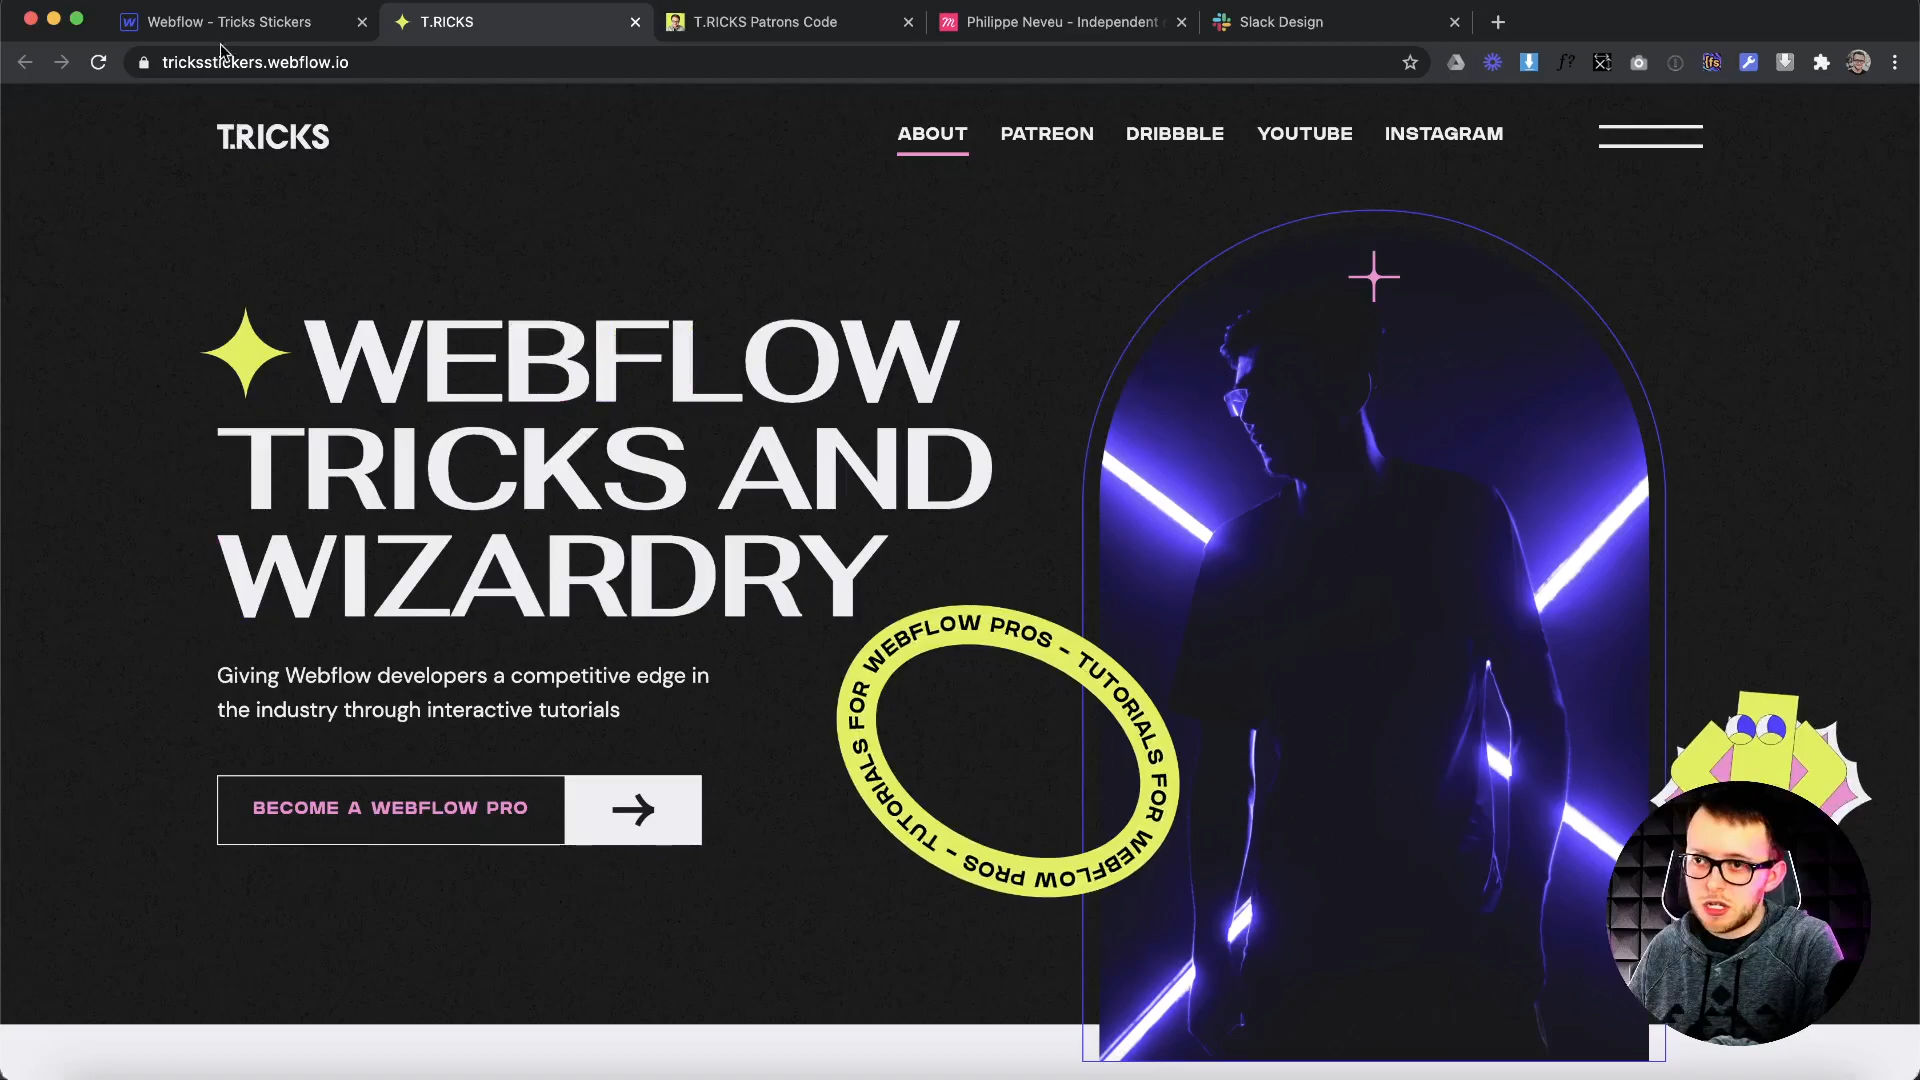 Webflow - Tricks Stickers
T.RICKS
T.RICKS Patrons Code
Philippe Neveu - Independent
Slack Design
tricksstickers.webflow.io
f?
{fs
T.RICKS
ABOUT
PATREON
DRIBBBLE
YOUTUBE
INSTAGRAM
WEBFLOW
TRICKS AND
WIZARDRY
Giving Webflow developers a competitive edge in
the industry through interactive tutorials
BECOME A WEBFLOW PRO
TUTORIALS FOR WEBFLOW PROS - TUTORIALS FOR WEBFLOW PROS -